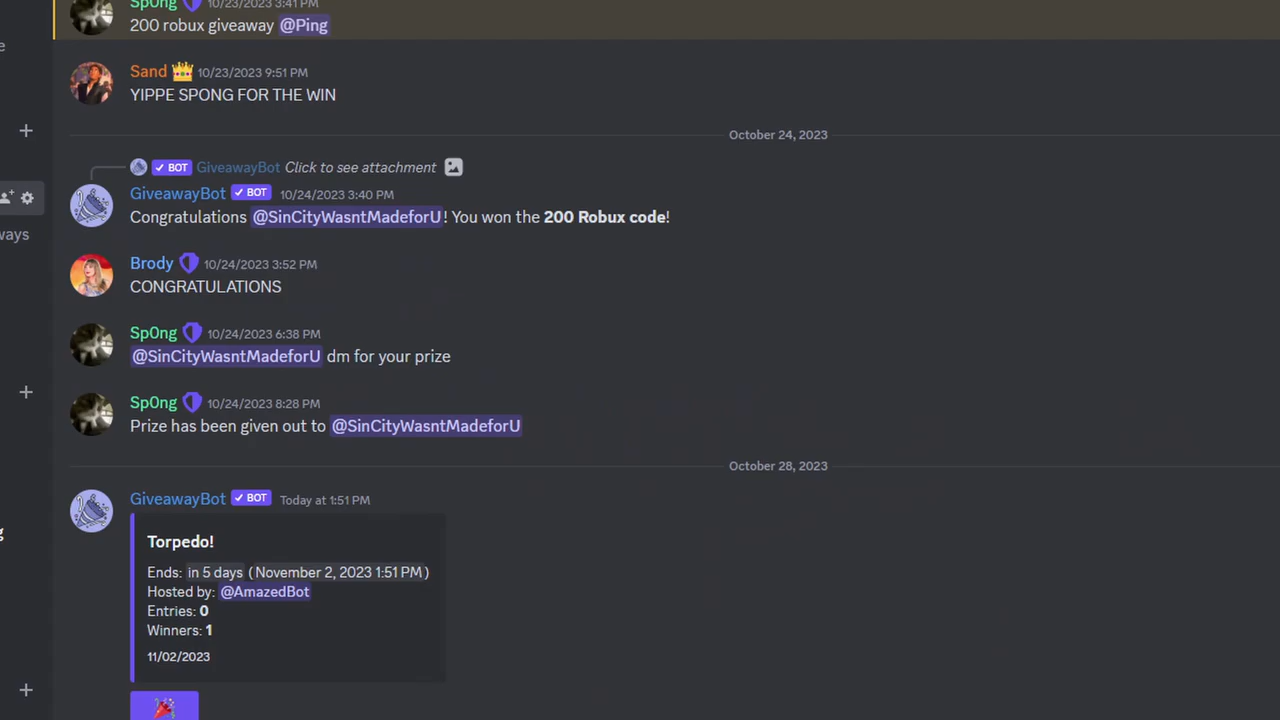 Sp0ng 10/23/2023 3:41 PM
200 robux giveaway @Ping
Sand 10/23/2023 9:51 PM
YIPPE SPONG FOR THE WIN
October 24, 2023
BOT GiveawayBot Click to see attachment
GiveawayBot BOT 10/24/2023 3:40 PM
Congratulations @SinCityWasntMadeforU! You won the 200 Robux code!
Brody 10/24/2023 3:52 PM
CONGRATULATIONS
Sp0ng 10/24/2023 6:38 PM
@SinCityWasntMadeforU dm for your prize
ways
Sp0ng 10/24/2023 8:28 PM
Prize has been given out to @SinCityWasntMadeforU
October 28, 2023
GiveawayBot BOT Today at 1:51 PM
Torpedo!
Ends: in 5 days (November 2, 2023 1:51 PM)
Hosted by: @AmazedBot
Entries: 0
Winners: 1
11/02/2023